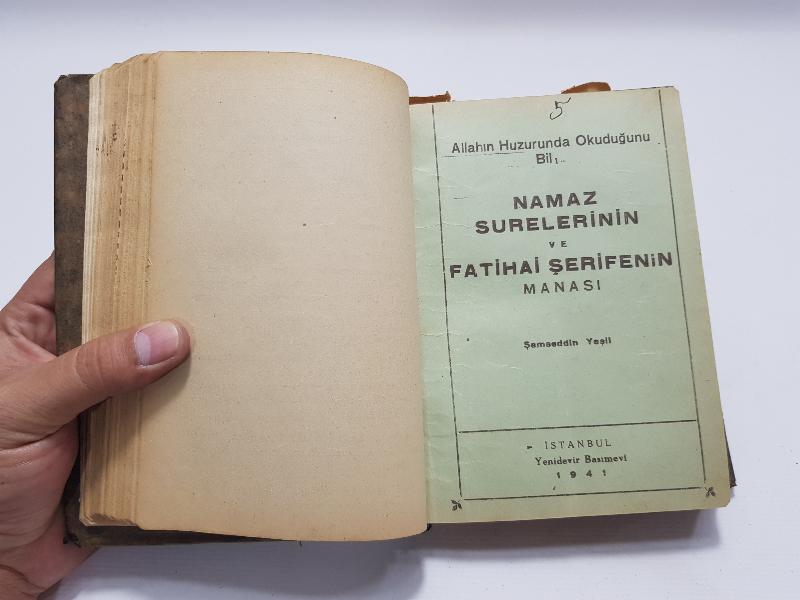 5
Allahın Huzurunda Okuduğunu
Bil
NAMAZ
SURELERİNİN
VE
FATİHAİ ŞERİFENiN
MANASI
Şemseddin Yeşil
İSTANBUL
Yenidevir Basımevi
1941